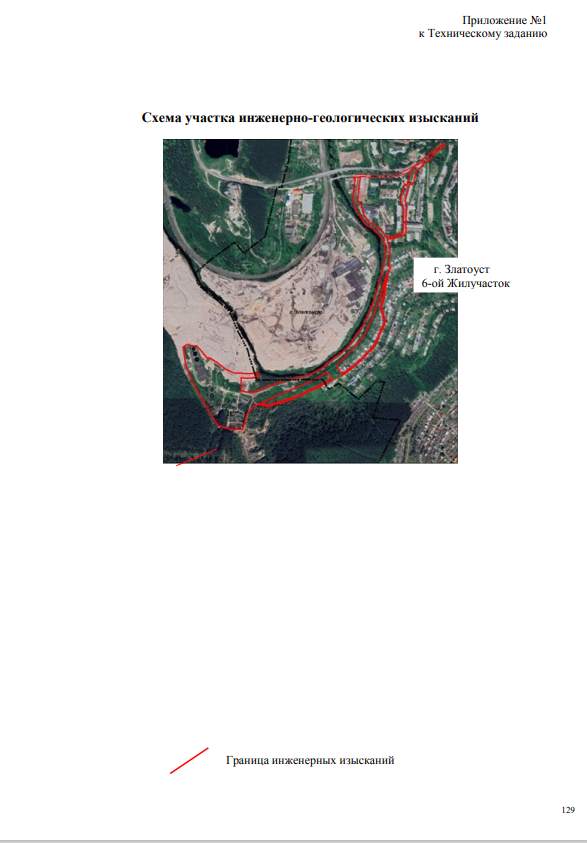 Приложение №1
к Техническому заданию
Схема участка инженерно-геологических изысканий
г. Златоуст
6-ой Жилучасток
Граница инженерных изысканий
129